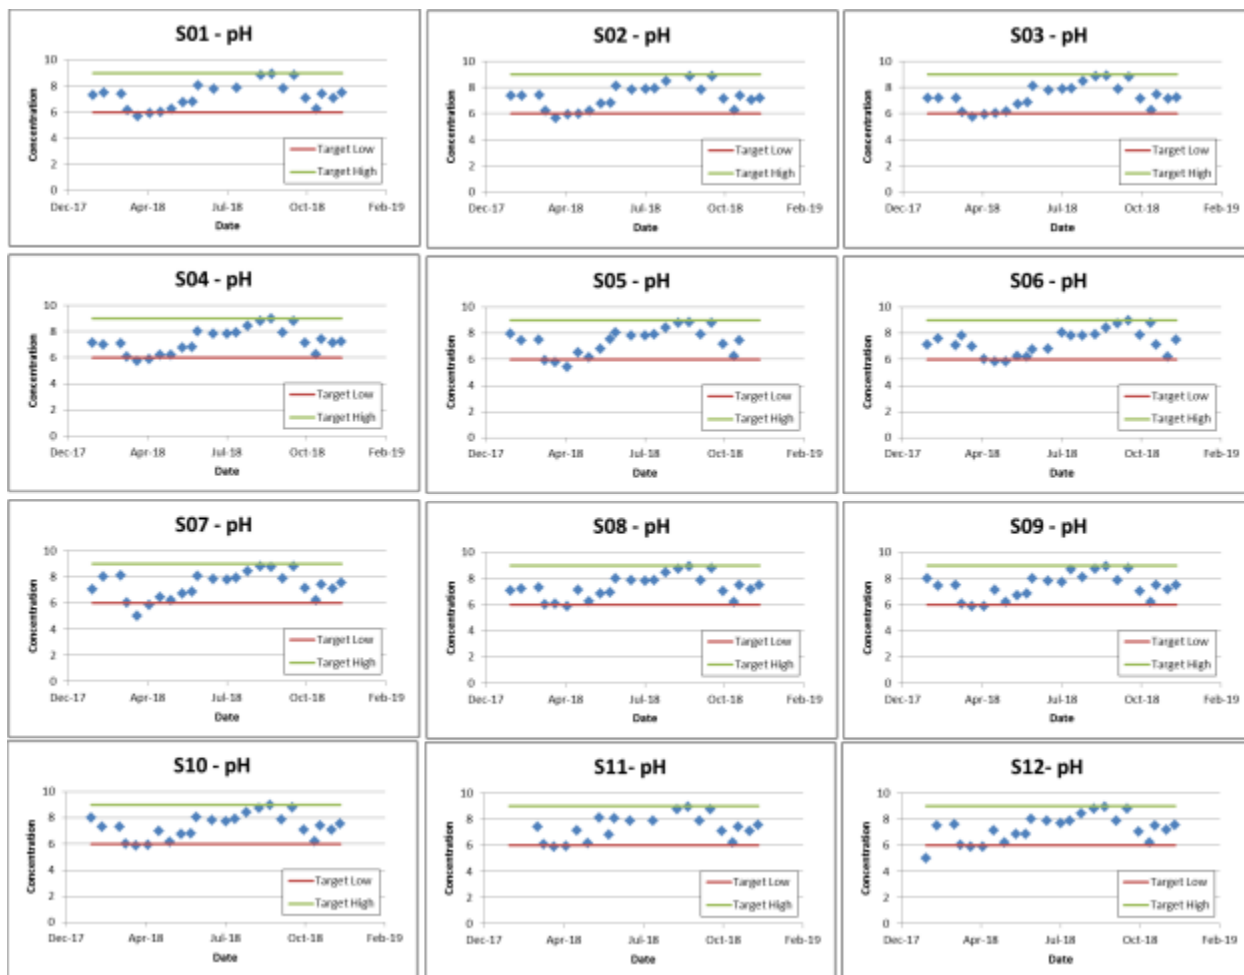 S01 - pH
Concentration
10
8
6
4
2
0
Target Low
Target High
Dec-17 Apr-18 Jul-18 Oct-18 Feb-19
Date
S02 - pH
Concentration
10
8
6
4
2
0
Target Low
Target High
Dec-17 Apr-18 Jul-18 Oct-18 Feb-19
Date
S03 - pH
Concentration
10
8
6
4
2
0
Target Low
Target High
Dec-17 Apr-18 Jul-18 Oct-18 Feb-19
Date
S04 - pH
Concentration
10
8
6
4
2
0
Target Low
Target High
Dec-17 Apr-18 Jul-18 Oct-18 Feb-19
Date
S05 - pH
Concentration
10
8
6
4
2
0
Target Low
Target High
Dec-17 Apr-18 Jul-18 Oct-18 Feb-19
Date
S06 - pH
Concentration
10
8
6
4
2
0
Target Low
Target High
Dec-17 Apr-18 Jul-18 Oct-18 Feb-19
Date
S07 - pH
Concentration
10
8
6
4
2
0
Target Low
Target High
Dec-17 Apr-18 Jul-18 Oct-18 Feb-19
Date
S08 - pH
Concentration
10
8
6
4
2
0
Target Low
Target High
Dec-17 Apr-18 Jul-18 Oct-18 Feb-19
Date
S09 - pH
Concentration
10
8
6
4
2
0
Target Low
Target High
Dec-17 Apr-18 Jul-18 Oct-18 Feb-19
Date
S10 - pH
Concentration
10
8
6
4
2
0
Target Low
Target High
Dec-17 Apr-18 Jul-18 Oct-18 Feb-19
Date
S11- pH
Concentration
10
8
6
4
2
0
Target Low
Target High
Dec-17 Apr-18 Jul-18 Oct-18 Feb-19
Date
S12- pH
Concentration
10
8
6
4
2
0
Target Low
Target High
Dec-17 Apr-18 Jul-18 Oct-18 Feb-19
Date